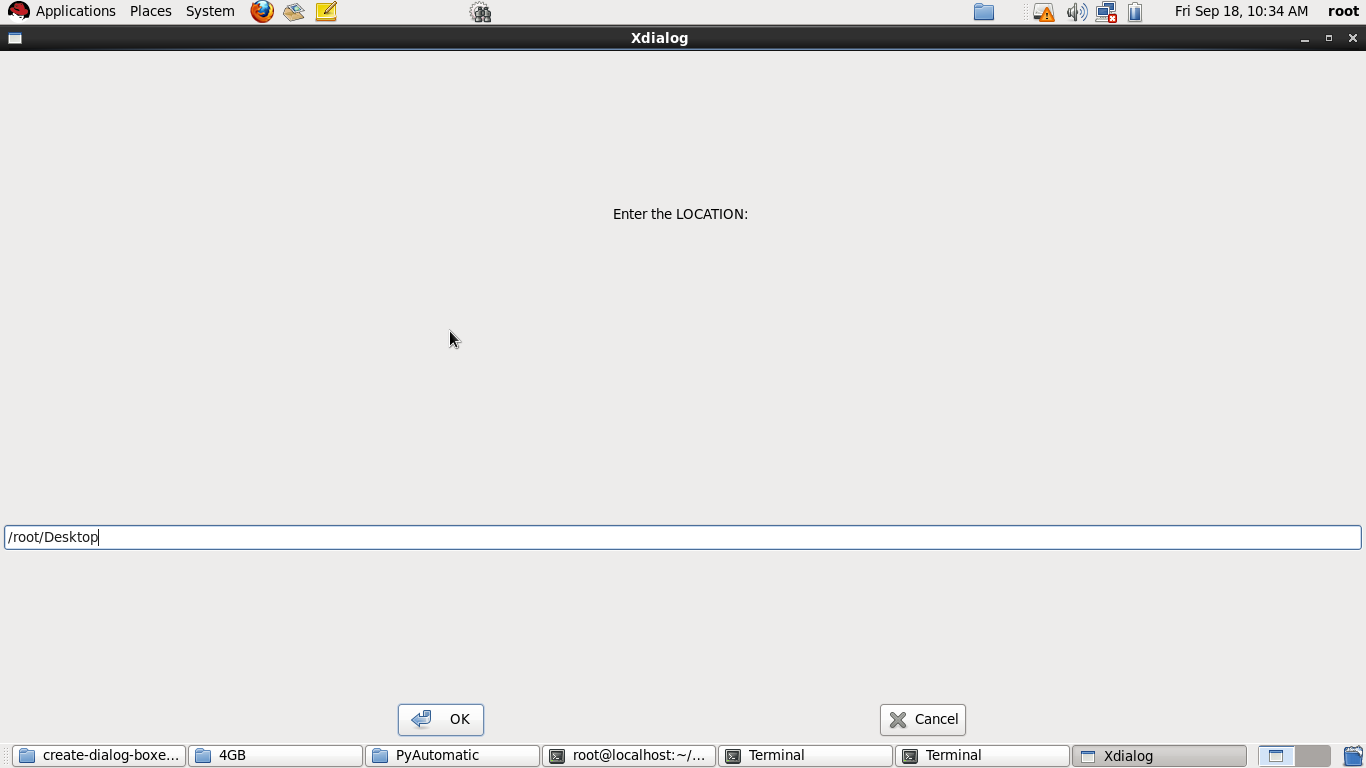 Applications Places System Fri Sep 18, 10:34 AM root
Xdialog
Enter the LOCATION:
/root/Desktop
OK Cancel
create-dialog-boxe... 4GB PyAutomatic root@localhost:~/... Terminal Terminal Xdialog